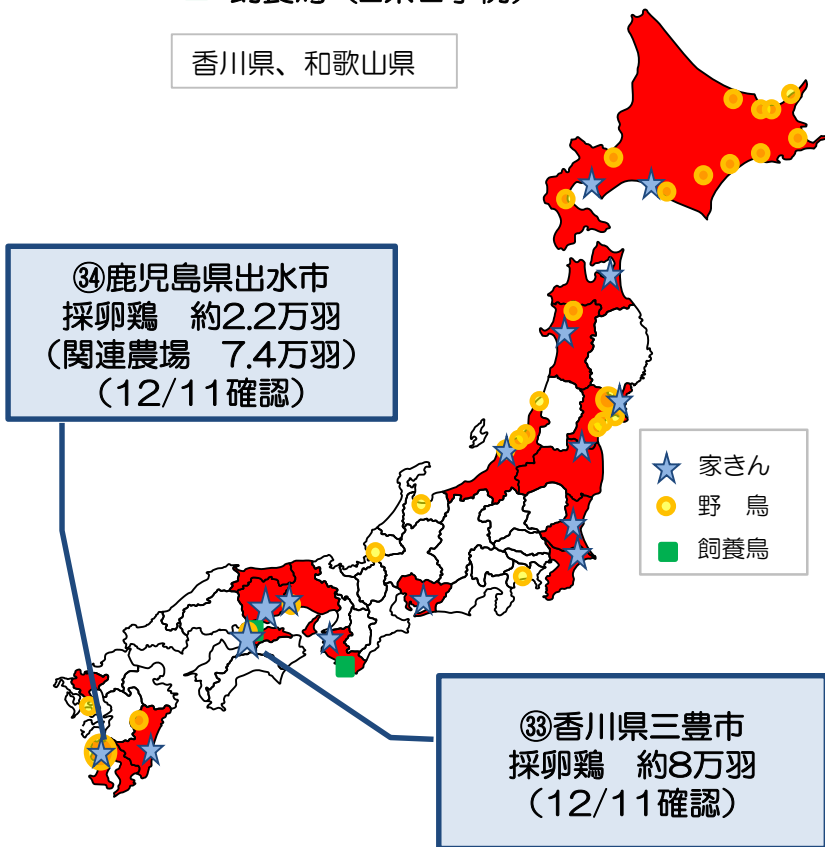 香川県、和歌山県
㉞鹿児島県出水市
採卵鶏　約2.2万羽
（関連農場　7.4万羽）
（12/11確認）
家きん
野　鳥
飼養鳥
㉝香川県三豊市
採卵鶏　約8万羽
（12/11確認）